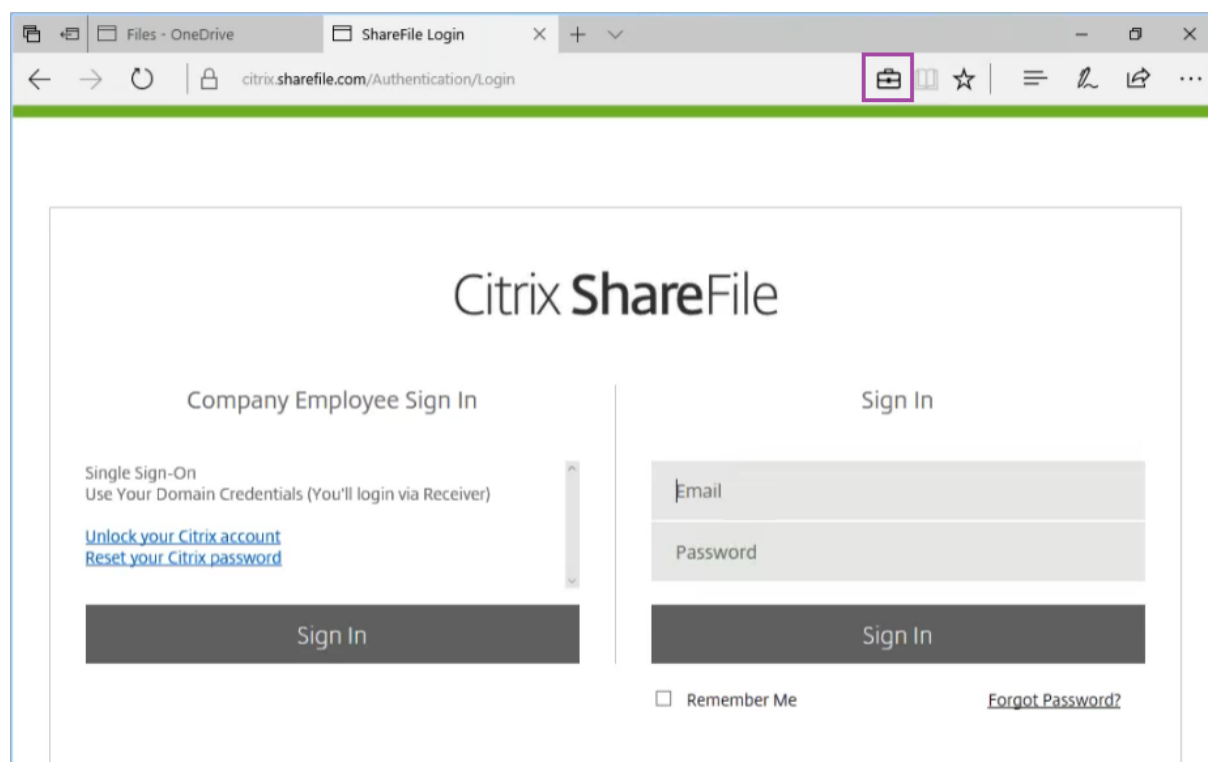 Files - OneDrive
ShareFile Login
citrix.sharefile.com/Authentication/Login
Citrix ShareFile
Company Employee Sign In
Single Sign-On
Use Your Domain Credentials (You'll login via Receiver)
Unlock your Citrix account
Reset your Citrix password
Sign In
Sign In
Email
Password
Sign In
Remember Me
Forgot Password?